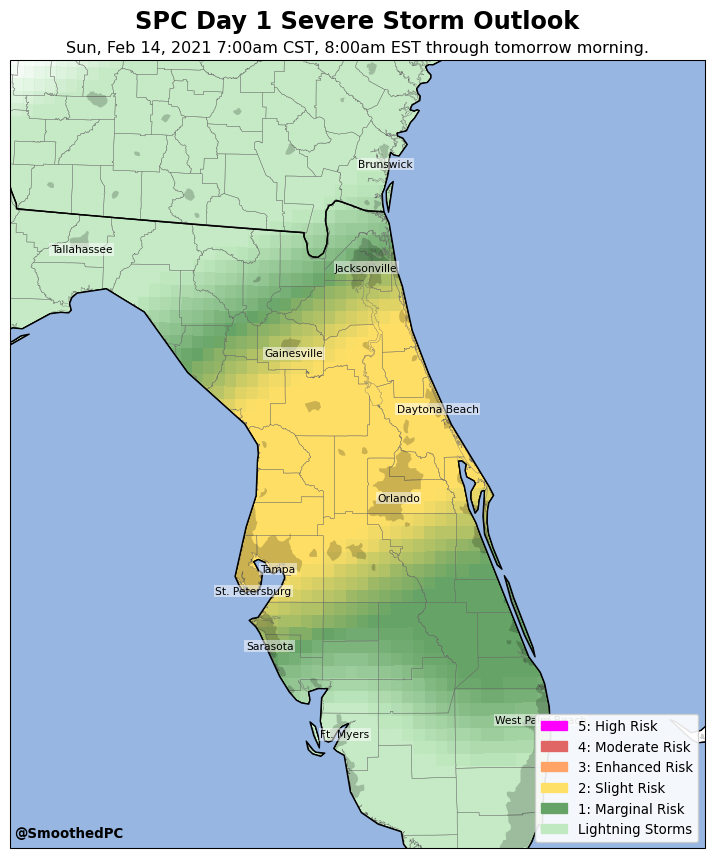 SPC Day 1 Severe Storm Outlook
Sun, Feb 14, 2021 7:00am CST, 8:00am EST through tomorrow morning.
Brunswick
Tallahassee
Jacksonville
Gainesville
Daytona Beach
Orlando
Tampa
St. Petersburg
Sarasota
West Pa
Ft. Myers
5: High Risk
4: Moderate Risk
3: Enhanced Risk
2: Slight Risk
1: Marginal Risk
Lightning Storms
@SmoothedPC